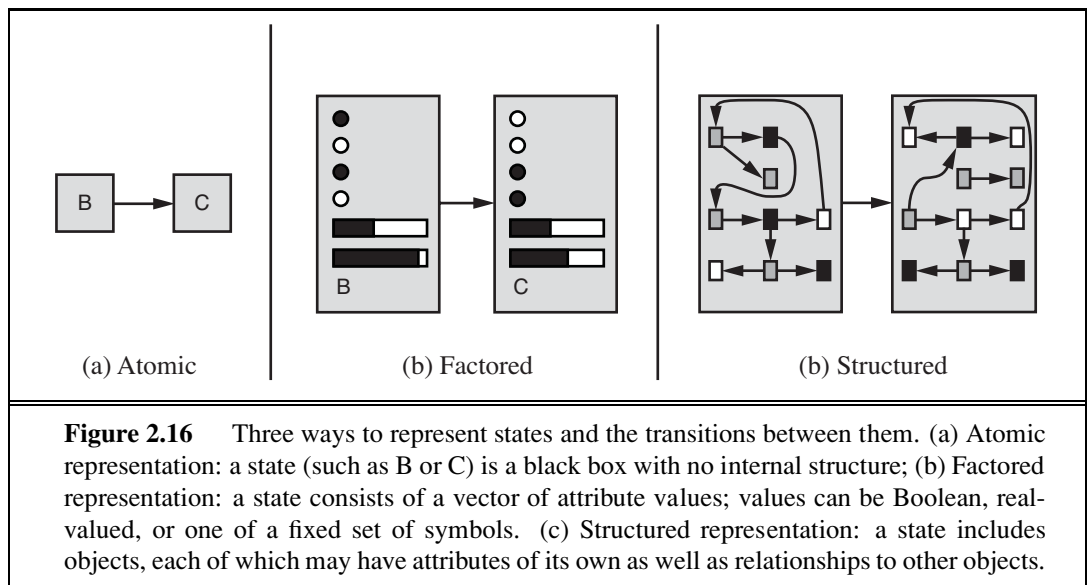 B
C
B
C
(a) Atomic
(b) Factored
(b) Structured
Figure 2.16 Three ways to represent states and the transitions between them. (a) Atomic
representation: a state (such as B or C) is a black box with no internal structure; (b) Factored
representation: a state consists of a vector of attribute values; values can be Boolean, real-
valued, or one of a fixed set of symbols. (c) Structured representation: a state includes
objects, each of which may have attributes of its own as well as relationships to other objects.